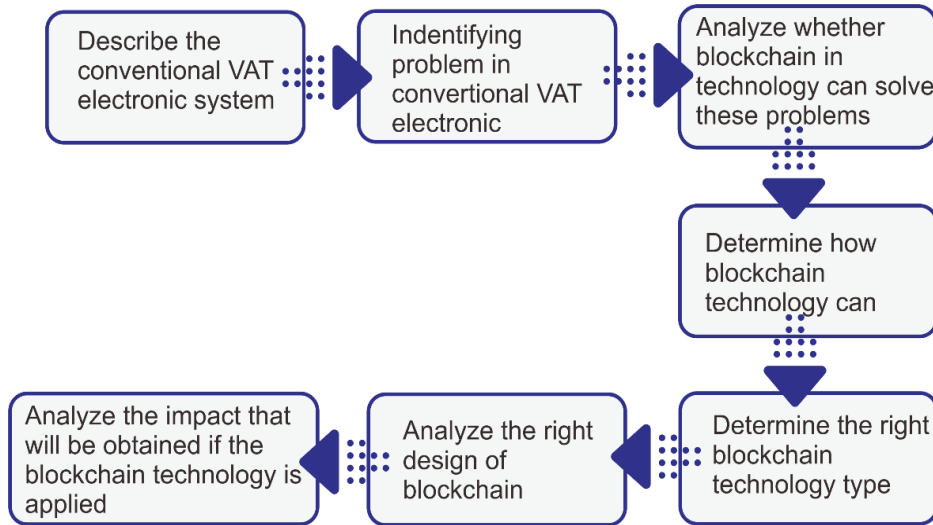 Describe the
conventional VAT
electronic system
Indentifying
problem in
convertional VAT
electronic
Analyze whether
blockchain in
technology can solve
these problems
Determine how
blockchain
technology can
Determine the right
blockchain
technology type
Analyze the right
design of
blockchain
Analyze the impact that
will be obtained if the
blockchain technology is
applied